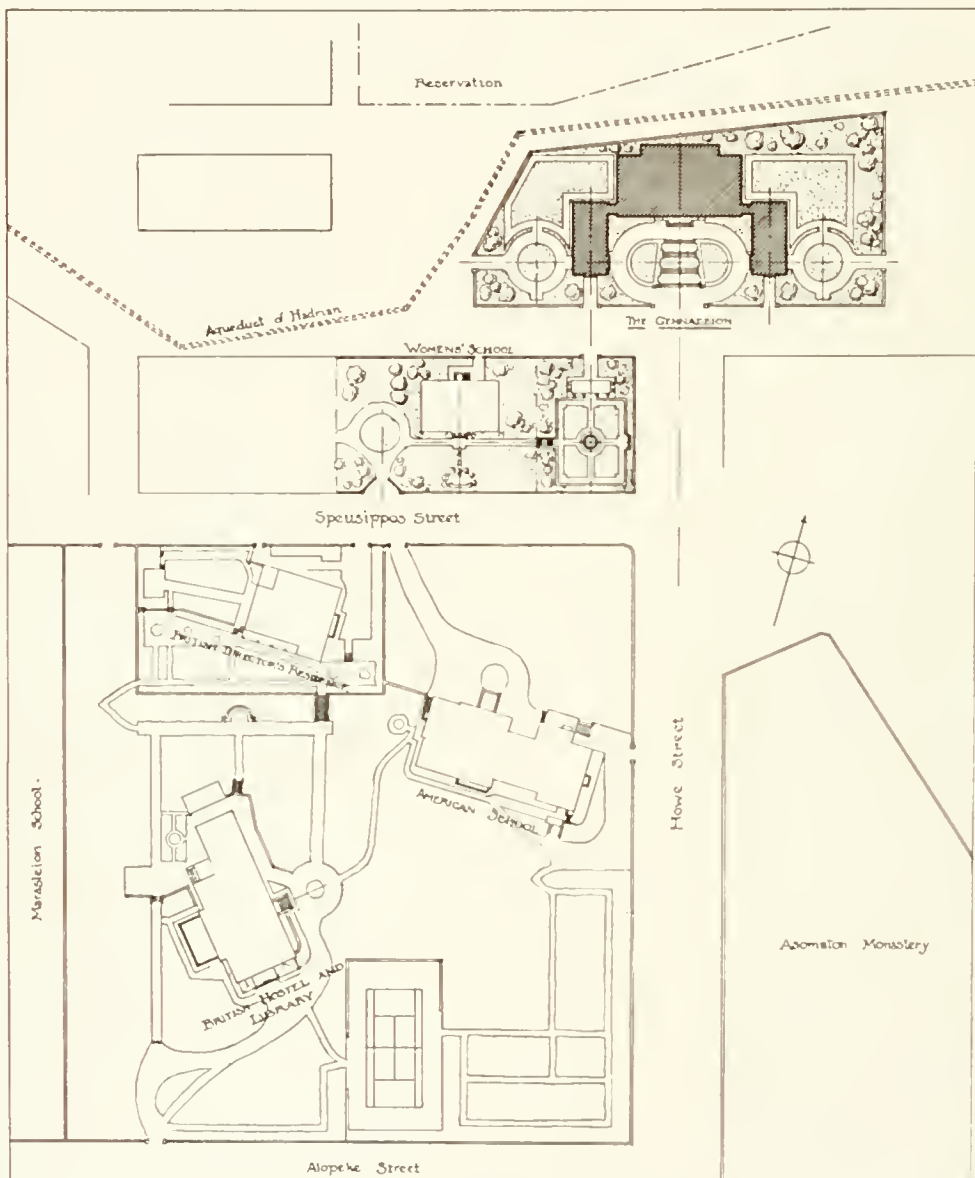 Reservation
Aqueduct of Hadrian
THE GENNADEION
WOMENS' SCHOOL
Speusippos Street
BRITISH DIRECTOR'S RESIDENCE
AMERICAN SCHOOL
Howe Street
Marasleion School.
Asomaton Monastery
BRITISH HOSTEL AND
LIBRARY
Alopeke Street